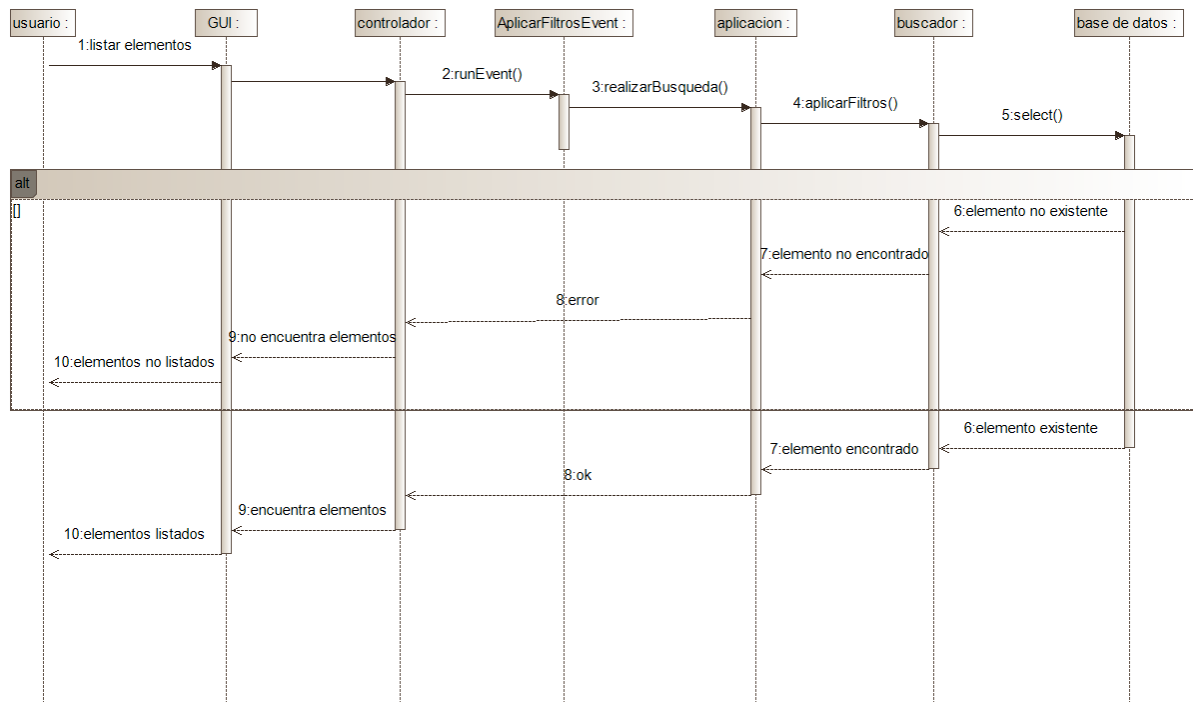 usuario :
GUI :
controlador :
AplicarFiltrosEvent :
aplicacion :
buscador :
base de datos :
1:listar elementos
2:runEvent()
3:realizarBusqueda()
4:aplicarFiltros()
5:select()
alt
[]
6:elemento no existente
7:elemento no encontrado
8:error
9:no encuentra elementos
10:elementos no listados
6:elemento existente
7:elemento encontrado
8:ok
9:encuentra elementos
10:elementos listados